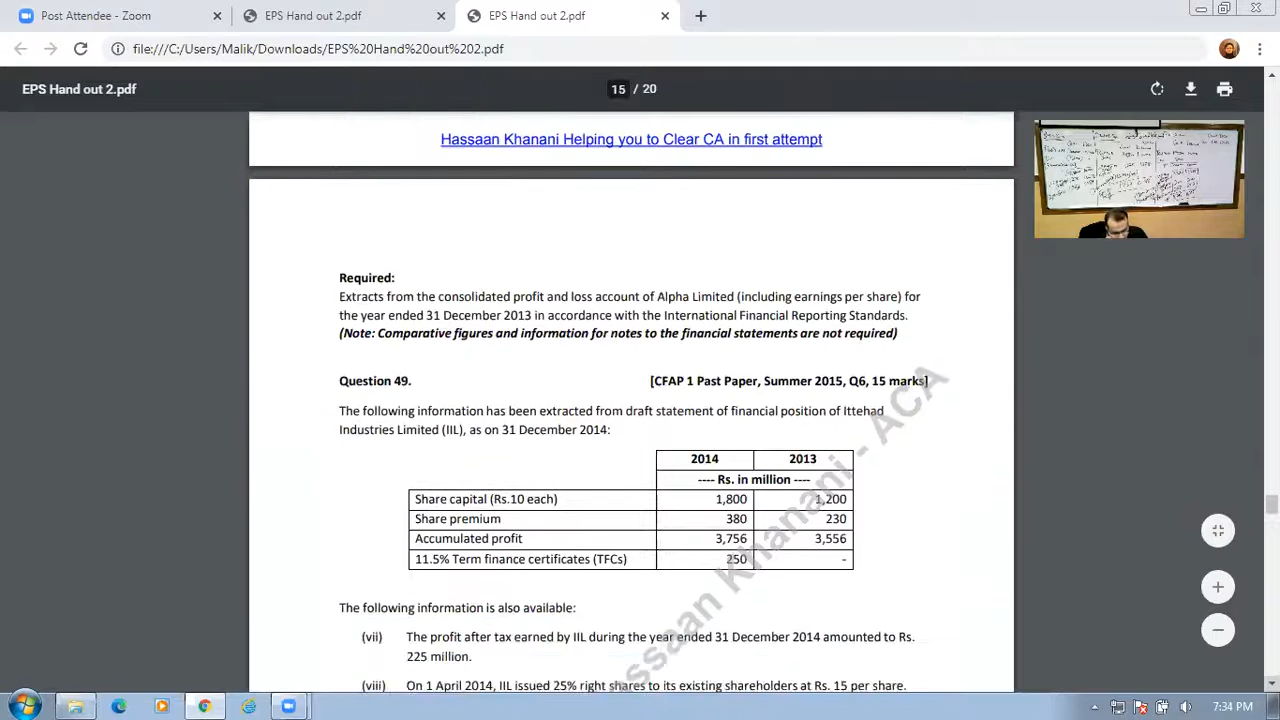 Post Attendee - Zoom
EPS Hand out 2.pdf
EPS Hand out 2.pdf
file:///C:/Users/Malik/Downloads/EPS%20Hand%20out%202.pdf
EPS Hand out 2.pdf
15 / 20
Hassaan Khanani Helping you to Clear CA in first attempt
Required:
Extracts from the consolidated profit and loss account of Alpha Limited (including earnings per share) for
the year ended 31 December 2013 in accordance with the International Financial Reporting Standards.
(Note: Comparative figures and information for notes to the financial statements are not required)
Question 49. [CFAP 1 Past Paper, Summer 2015, Q6, 15 marks]
The following information has been extracted from draft statement of financial position of Ittehad
Industries Limited (IIL), as on 31 December 2014:
2014 2013
---- Rs. in million ----
Share capital (Rs.10 each) 1,800 1,200
Share premium 380 230
Accumulated profit 3,756 3,556
11.5% Term finance certificates (TFCs) 250 -
The following information is also available:
(vii) The profit after tax earned by IIL during the year ended 31 December 2014 amounted to Rs.
225 million.
(viii) On 1 April 2014, IIL issued 25% right shares to its existing shareholders at Rs. 15 per share.
assaan Khanani - ACA
7:34 PM